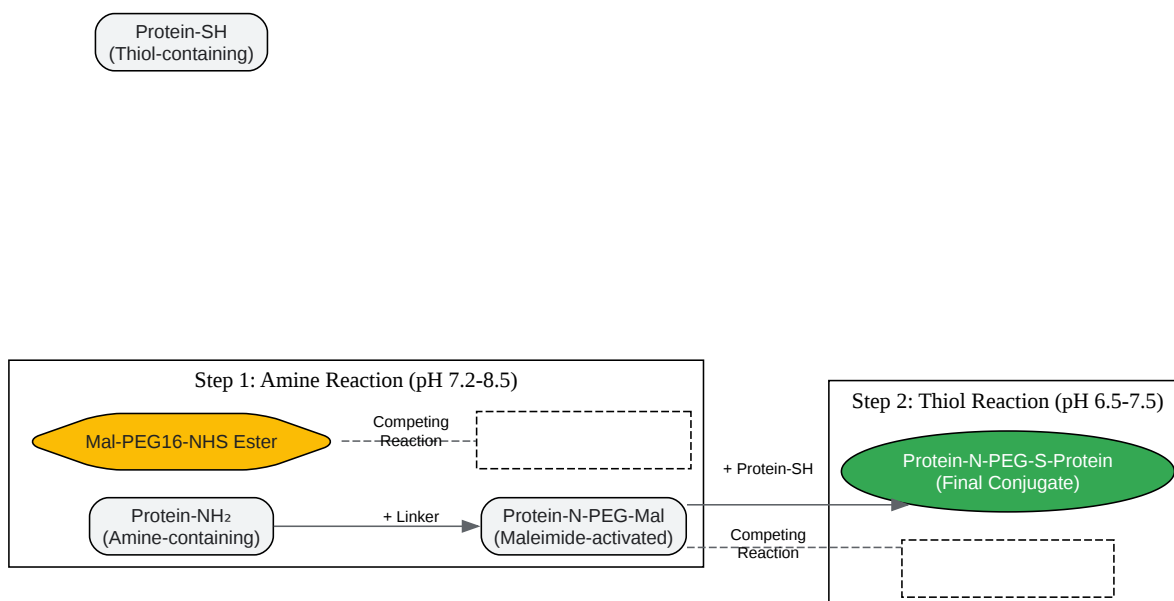 Protein-SH
(Thiol-containing)
Step 1: Amine Reaction (pH 7.2-8.5)
Mal-PEG16-NHS Ester
Competing
Reaction
Protein-NH₂
(Amine-containing)
+ Linker
Protein-N-PEG-Mal
(Maleimide-activated)
+ Protein-SH
Competing
Reaction
Step 2: Thiol Reaction (pH 6.5-7.5)
Protein-N-PEG-S-Protein
(Final Conjugate)